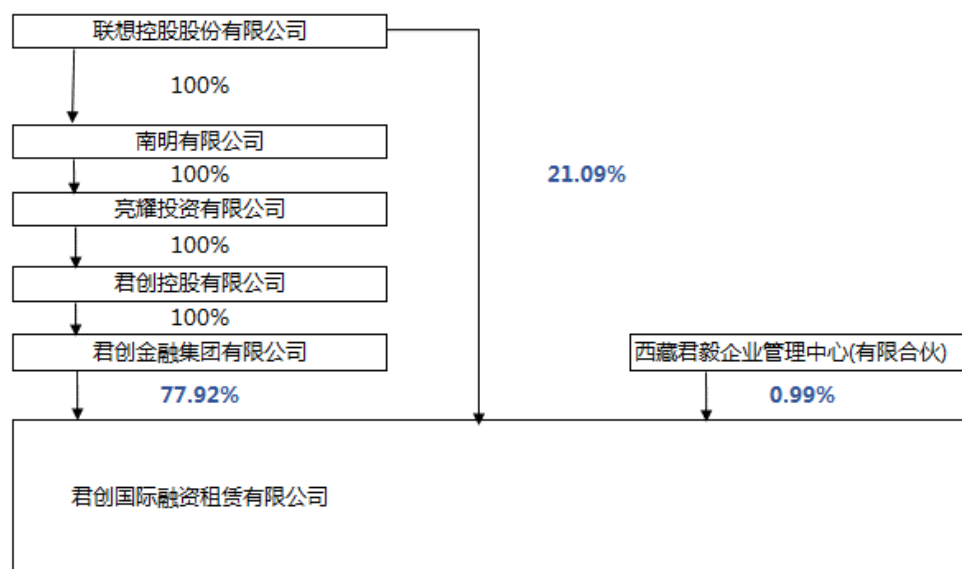 联想控股股份有限公司
100%
南明有限公司
100%
21.09%
亮耀投资有限公司
100%
君创控股有限公司
100%
君创金融集团有限公司
西藏君毅企业管理中心(有限合伙)
77.92%
0.99%
君创国际融资租赁有限公司